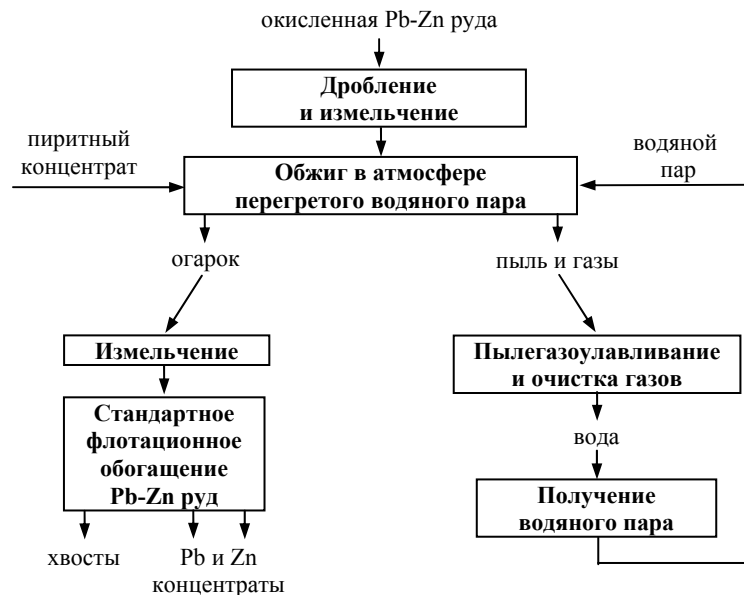 окисленная Pb-Zn руда
Дробление
и измельчение
пиритный
концентрат
водяной
пар
Обжиг в атмосфере
перегретого водяного пара
огарок
пыль и газы
Измельчение
Пылегазоулавливание
и очистка газов
Стандартное
флотационное
обогащение
Pb-Zn руд
вода
Получение
водяного пара
хвосты
Pb и Zn
концентраты